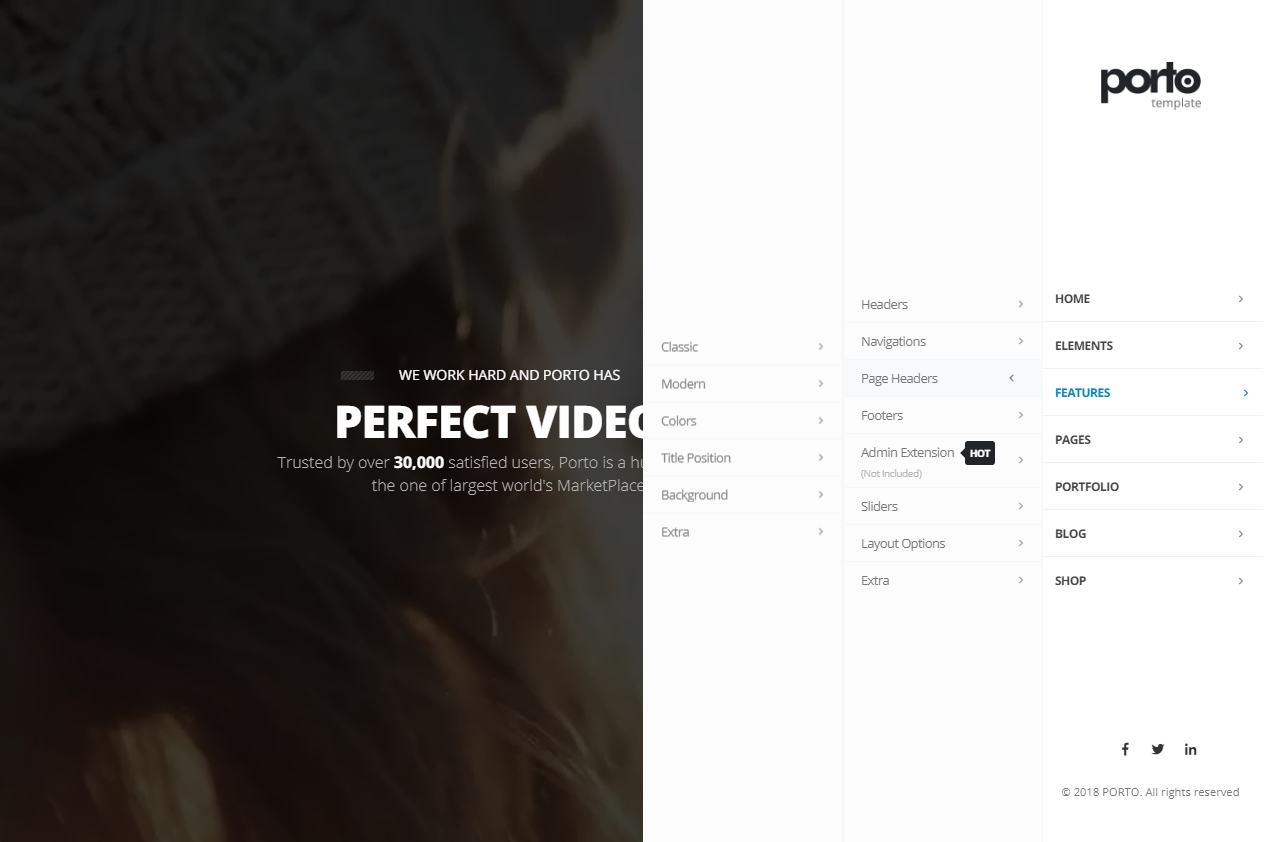 WE WORK HARD AND PORTO HAS
PERFECT VIDEO
Trusted by over 30,000 satisfied users, Porto is a hu
the one of largest world's MarketPlace
Classic
Modern
Colors
Title Position
Background
Extra
Headers
Navigations
Page Headers
Footers
Admin Extension HOT
(Not Included)
Sliders
Layout Options
Extra
porto
template
HOME
ELEMENTS
FEATURES
PAGES
PORTFOLIO
BLOG
SHOP
© 2018 PORTO. All rights reserved